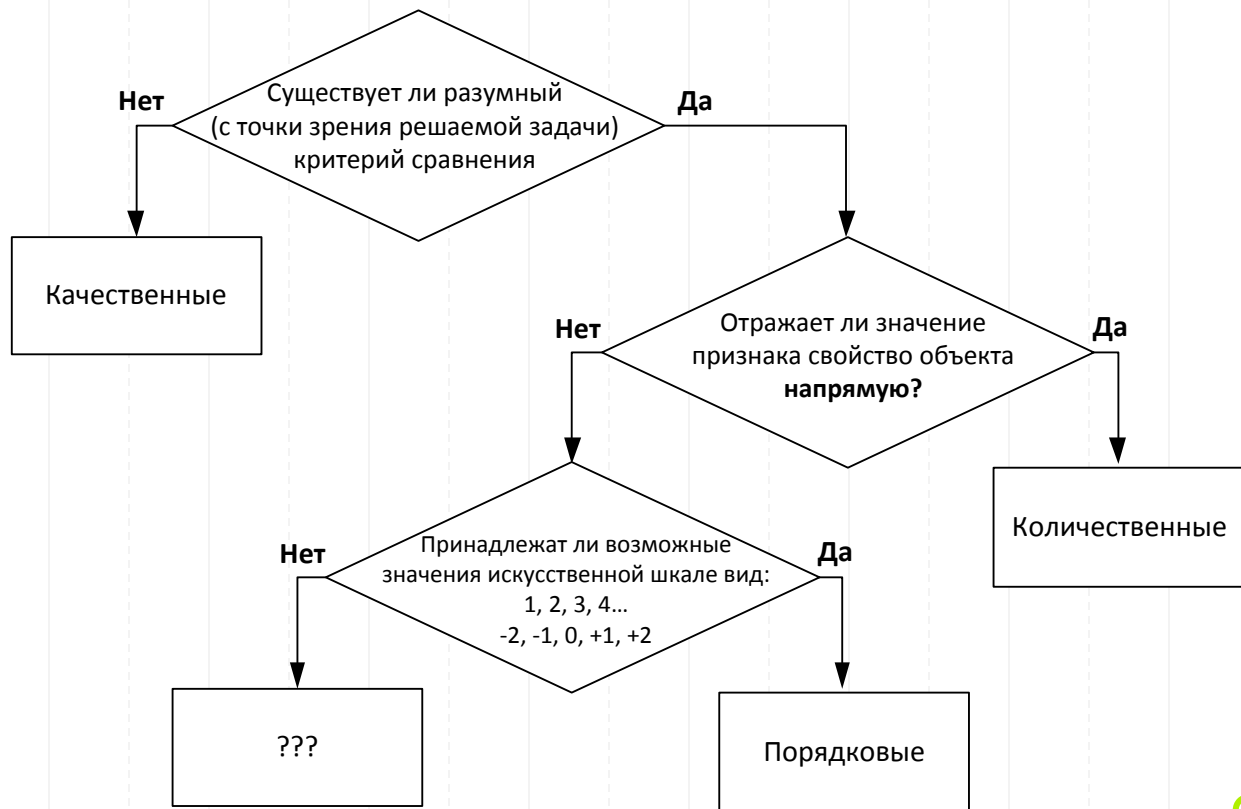 Нет
Существует ли разумный
(с точки зрения решаемой задачи)
критерий сравнения
Да
Качественные
Нет
Отражает ли значение
признака свойство объекта
напрямую?
Да
Количественные
Нет
Принадлежат ли возможные
значения искусственной шкале вид:
1, 2, 3, 4...
-2, -1, 0, +1, +2
Да
???
Порядковые